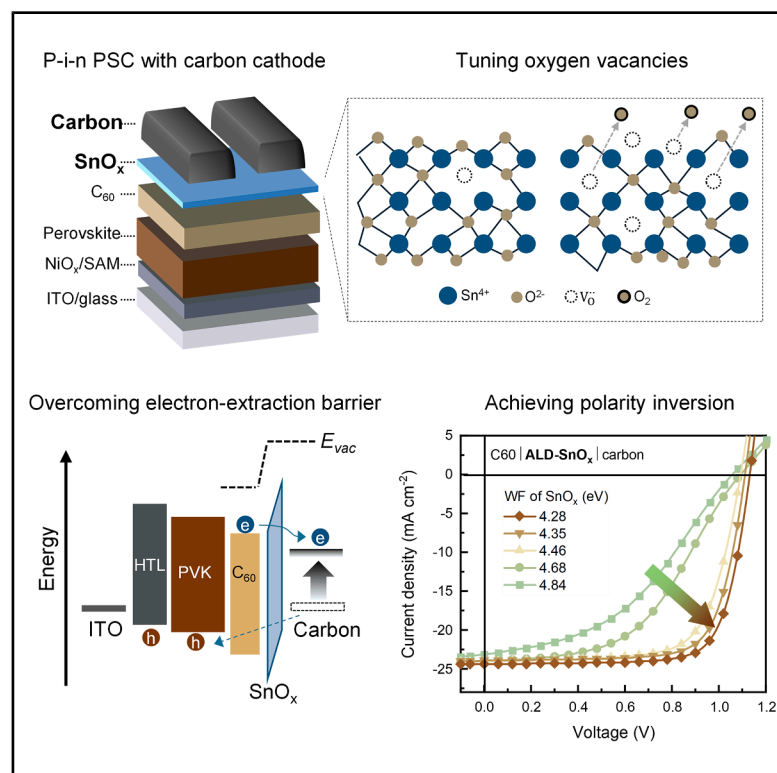 P-i-n PSC with carbon cathode
Tuning oxygen vacancies
Carbon
SnOₓ
C₆₀
Perovskite
NiOₓ/SAM
ITO/glass
Sn⁴⁺
O²⁻
V̈ₒ
O₂
Overcoming electron-extraction barrier
Achieving polarity inversion
Energy
E_vac
HTL
PVK
C₆₀
e
e
h
h
ITO
Carbon
SnOₓ
C60 | ALD-SnOₓ | carbon
WF of SnOₓ (eV)
4.28
4.35
4.46
4.68
4.84
Current density (mA cm⁻²)
5
0
-5
-10
-15
-20
-25
0.0 0.2 0.4 0.6 0.8 1.0 1.2
Voltage (V)